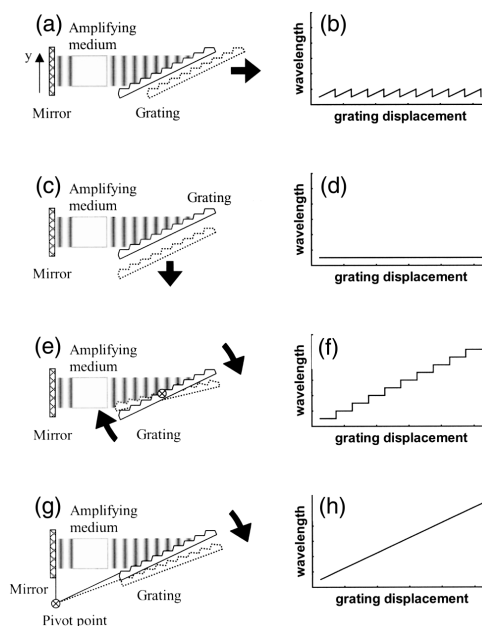 (a)
Amplifying
medium
y
Mirror
Grating
(b)
wavelength
grating displacement
(c)
Amplifying
medium
Grating
Mirror
(d)
wavelength
grating displacement
(e)
Amplifying
medium
Mirror
Grating
(f)
wavelength
grating displacement
(g)
Amplifying
medium
Mirror
Grating
Pivot point
(h)
wavelength
grating displacement